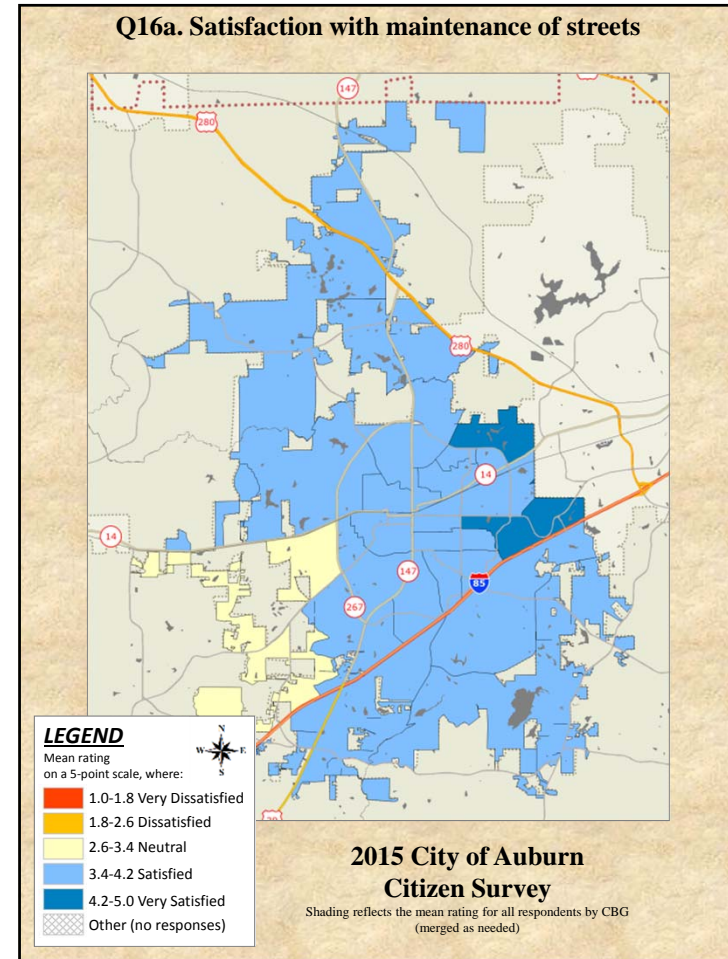 Q16a. Satisfaction with maintenance of streets
147
280
280
14
14
147
85
267
LEGEND
Mean rating
on a 5-point scale, where:
N
W E
S
1.0-1.8 Very Dissatisfied
1.8-2.6 Dissatisfied
2.6-3.4 Neutral
3.4-4.2 Satisfied
4.2-5.0 Very Satisfied
Other (no responses)
2015 City of Auburn
Citizen Survey
Shading reflects the mean rating for all respondents by CBG
(merged as needed)